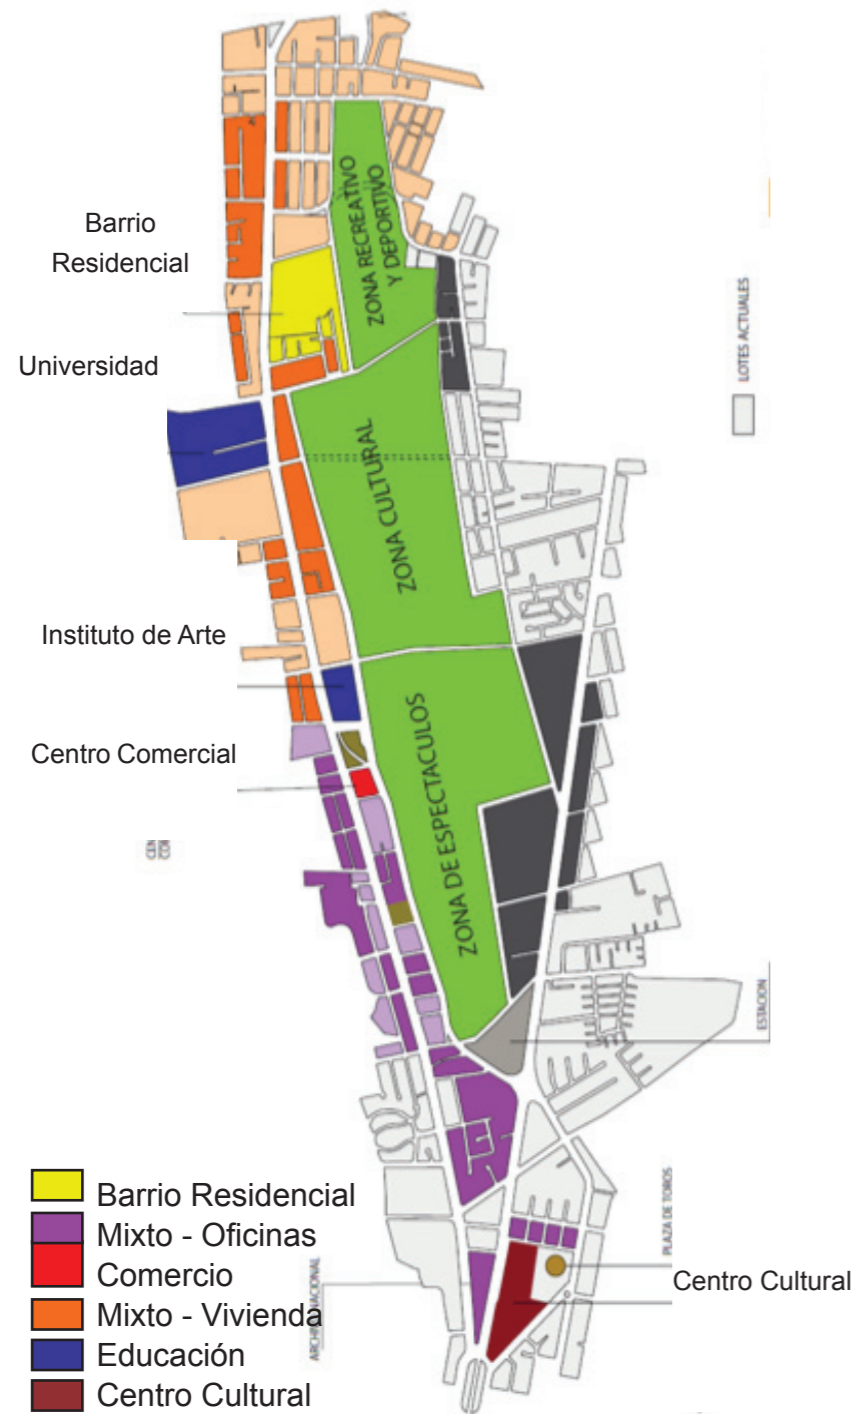 Barrio
Residencial
Universidad
Instituto de Arte
Centro Comercial
ZONA RECREATIVO
Y DEPORTIVO
ZONA CULTURAL
ZONA DE ESPECTACULOS
LOTES ACTUALES
ESTACION
PLAZA DE TOROS
Centro Cultural
Barrio Residencial
Mixto - Oficinas
Comercio
Mixto - Vivienda
Educación
Centro Cultural